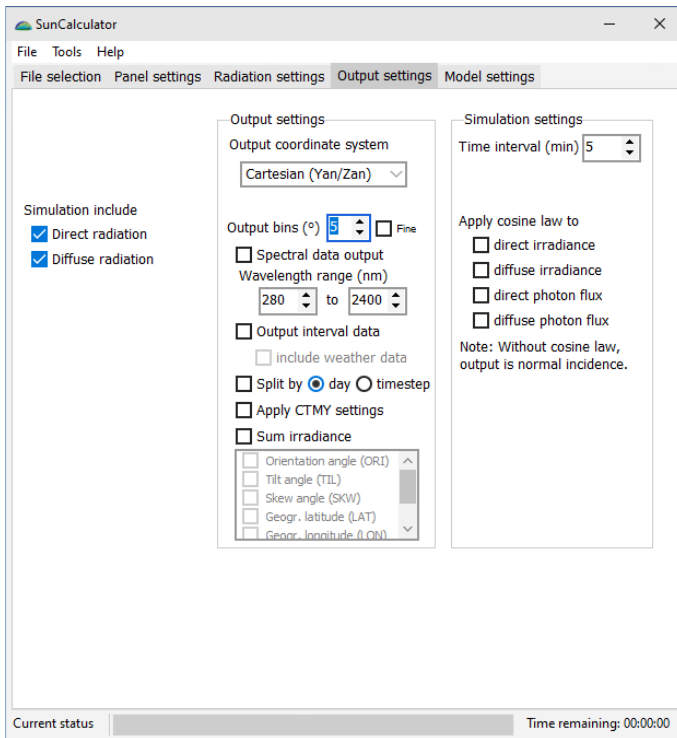 SunCalculator
File Tools Help
File selection Panel settings Radiation settings Output settings Model settings
Simulation include
Direct radiation
Diffuse radiation
Output settings
Output coordinate system
Cartesian (Yan/Zan)
Output bins (°) 5 Fine
Spectral data output
Wavelength range (nm)
280 to 2400
Output interval data
include weather data
Split by day timestep
Apply CTMY settings
Sum irradiance
Orientation angle (ORI)
Tilt angle (TIL)
Skew angle (SKW)
Geogr. latitude (LAT)
Geogr. longitude (LON)
Simulation settings
Time interval (min) 5
Apply cosine law to
direct irradiance
diffuse irradiance
direct photon flux
diffuse photon flux
Note: Without cosine law,
output is normal incidence.
Current status Time remaining: 00:00:00